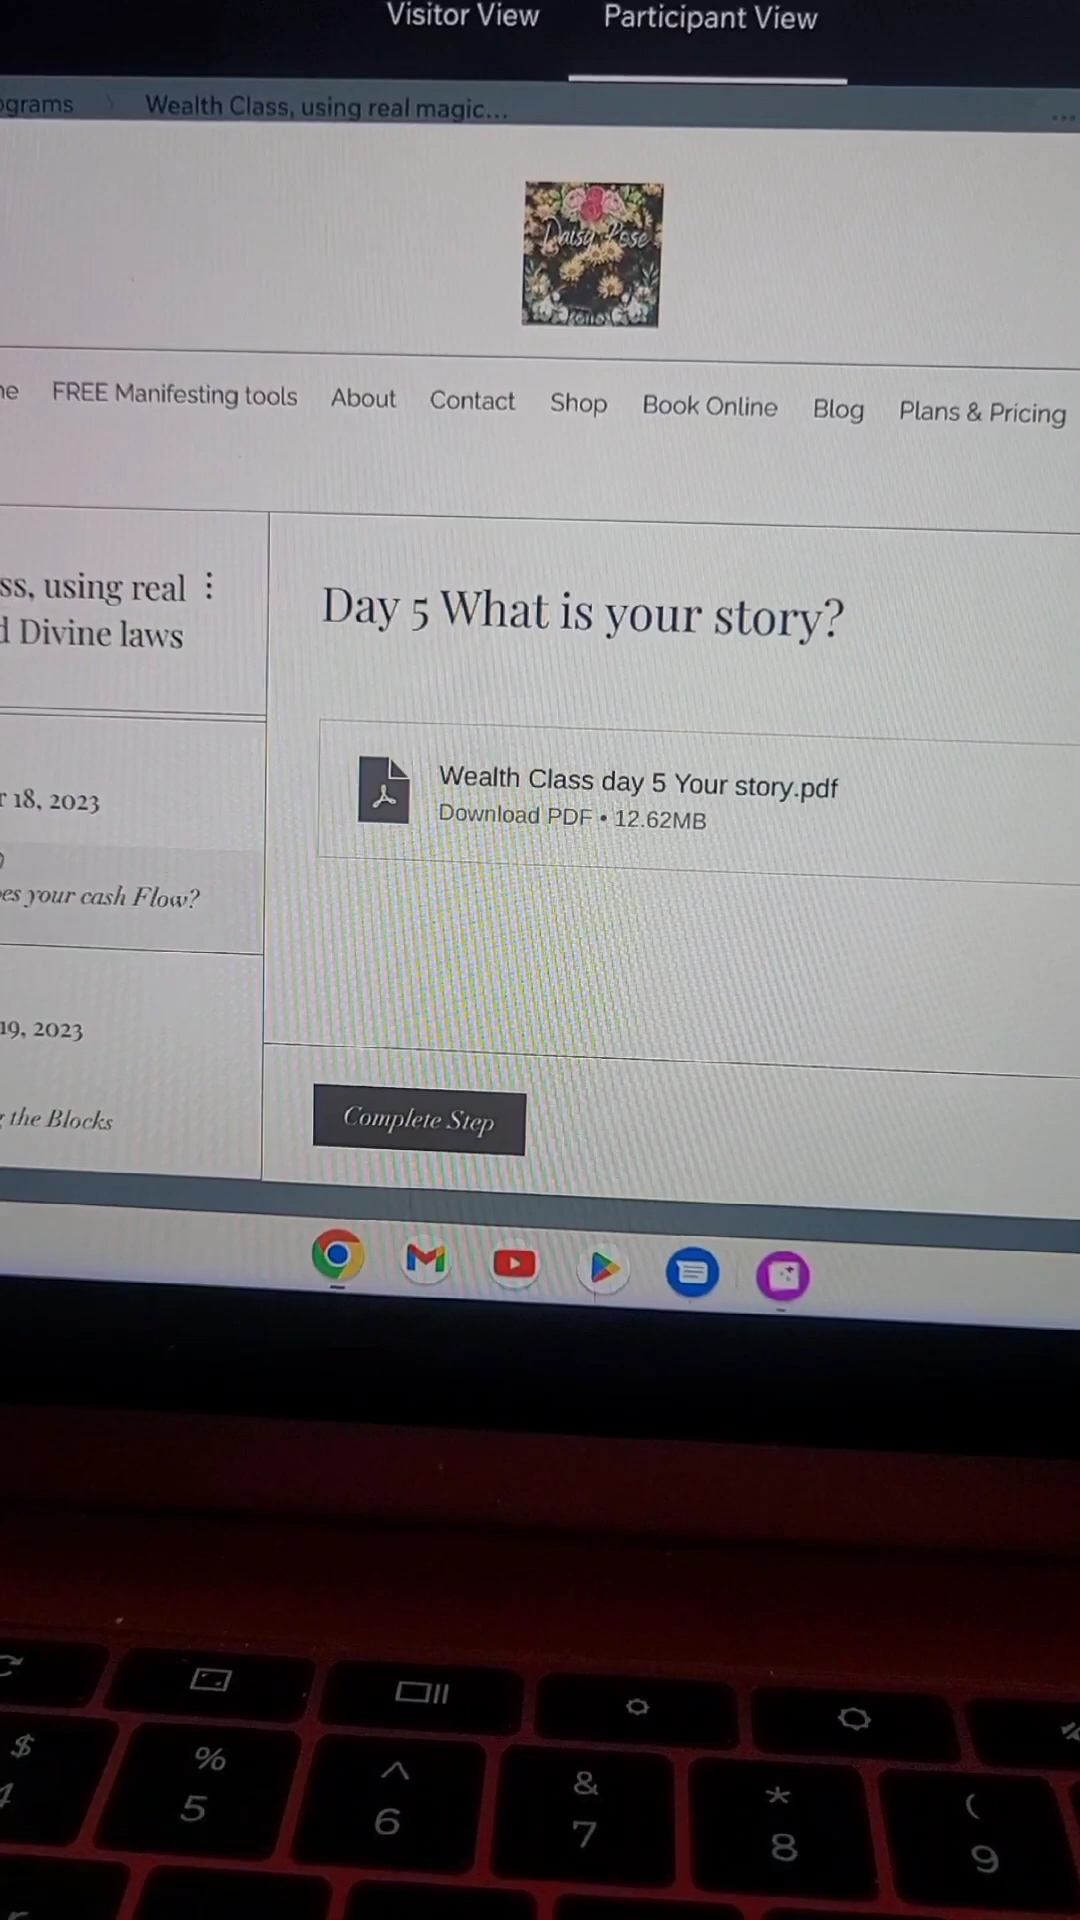 Visitor View Participant View
Wealth Class, using real magic... ...
Daisy Rose
FREE Manifesting tools About Contact Shop Book Online Blog Plans & Pricing
using real
Divine laws
Day 5 What is your story?
Wealth Class day 5 Your story.pdf
Download PDF • 12.62MB
18, 2023
your cash Flow?
19, 2023
the Blocks
Complete Step
$ % ^ & * (
4 5 6 7 8 9